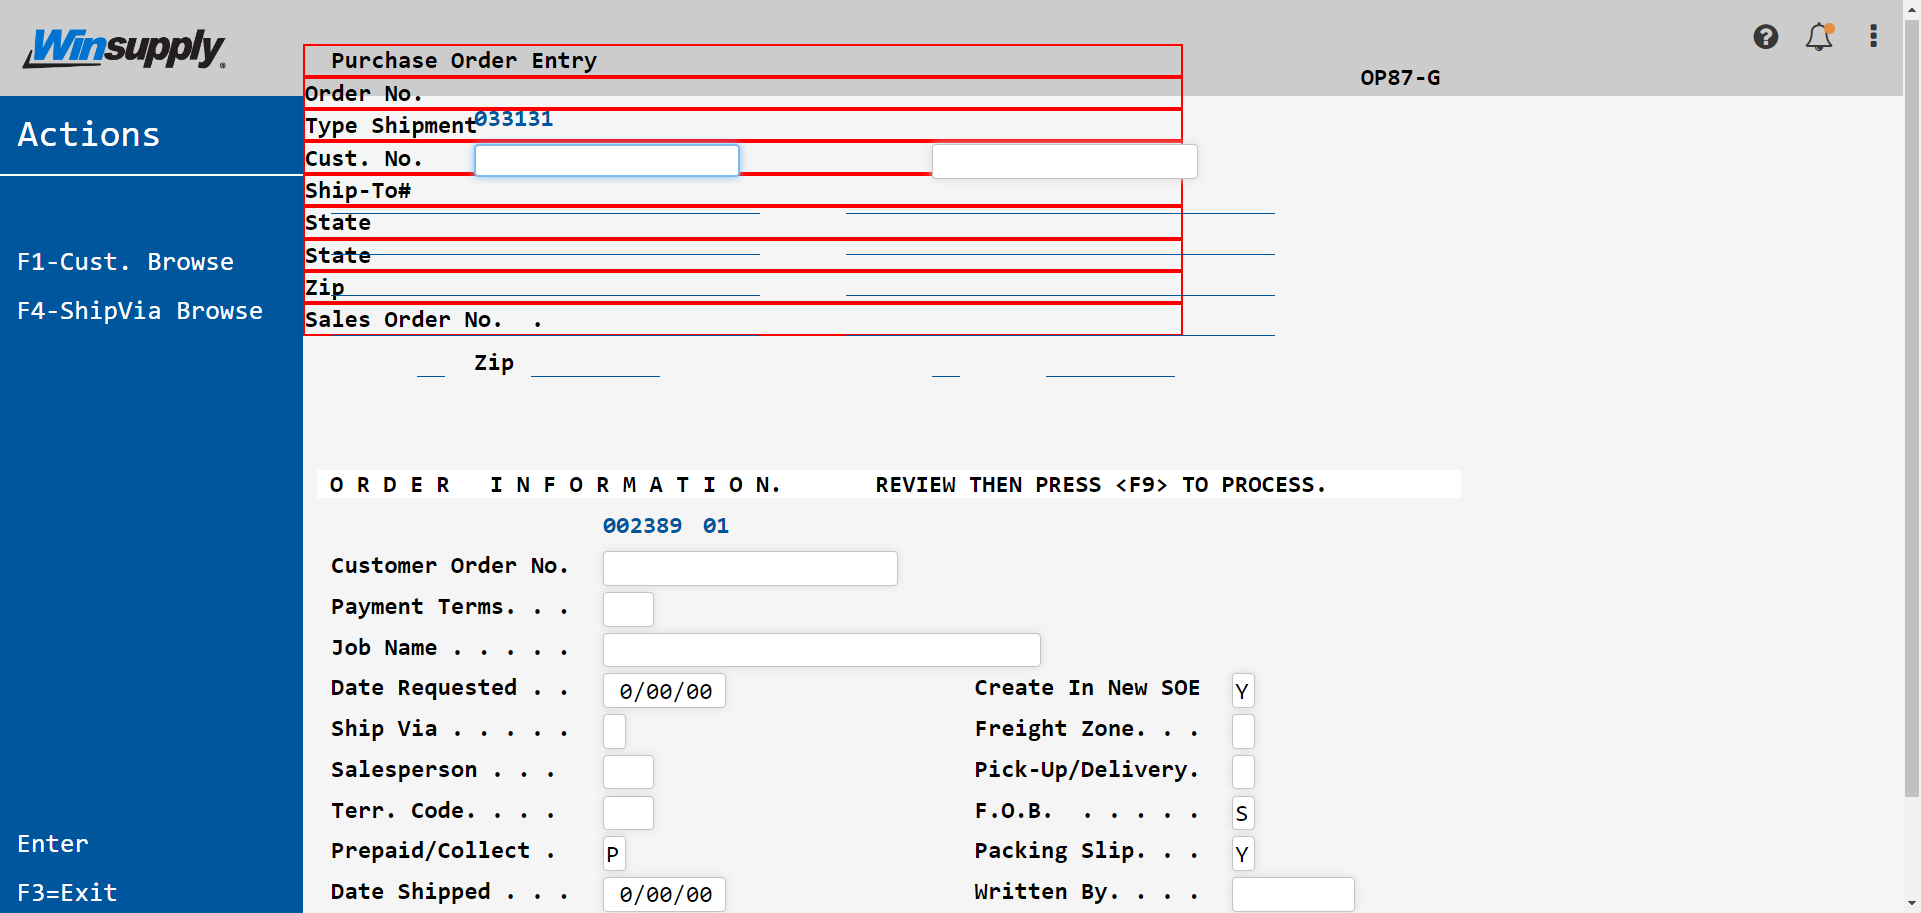 Winsupply®
Purchase Order Entry
OP87-G
Order No.
033131
Actions
Type Shipment
Cust. No.
Ship-To#
State
State
F1-Cust. Browse
Zip
F4-ShipVia Browse
Sales Order No. .
Zip
O R D E R   I N F O R M A T I O N.   REVIEW THEN PRESS <F9> TO PROCESS.
002389 01
Customer Order No.
Payment Terms. . .
Job Name . . . . .
Date Requested . . 0/00/00 Create In New SOE Y
Ship Via . . . . . Freight Zone. . .
Salesperson . . . Pick-Up/Delivery.
Terr. Code. . . . F.O.B. . . . . . S
Enter
Prepaid/Collect . P Packing Slip. . . Y
F3=Exit
Date Shipped . . . 0/00/00 Written By. . . .